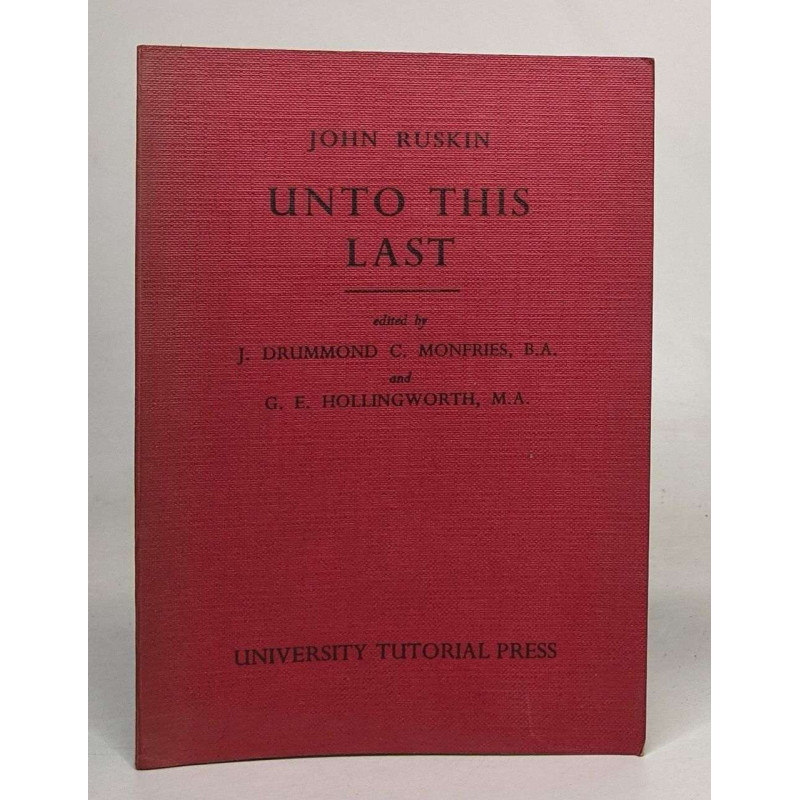 JOHN RUSKIN
UNTO THIS
LAST
edited by
J. DRUMMOND C. MONFRIES, B.A.
and
G. E. HOLLINGWORTH, M.A.
UNIVERSITY TUTORIAL PRESS